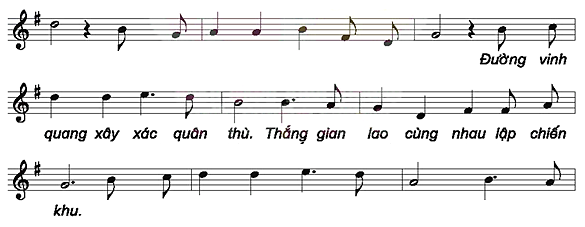 Đường vinh
quang xây xác quân thù. Thắng gian lao cùng nhau lập chiến
khu.